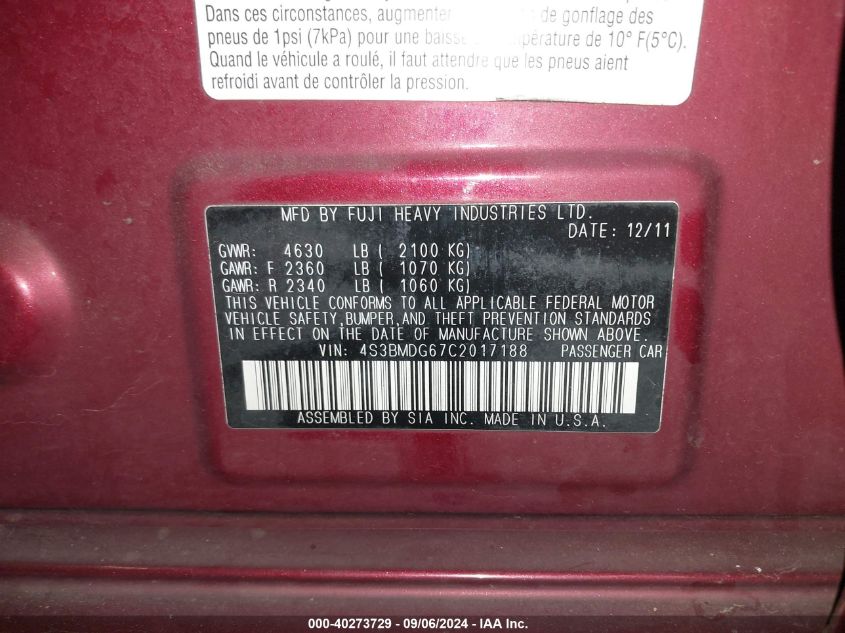 Dans ces circonstances, augmenter de gonflage des
pneus de 1psi (7kPa) pour une baisse température de 10° F(5°C).
Quand le véhicule a roulé, il faut attendre que les pneus aient
refroidi avant de contrôler la pression.
MFD BY FUJI HEAVY INDUSTRIES LTD.
DATE: 12/11
GVWR: 4630 LB ( 2100 KG)
GAWR: F 2360 LB ( 1070 KG)
GAWR: R 2340 LB ( 1060 KG)
THIS VEHICLE CONFORMS TO ALL APPLICABLE FEDERAL MOTOR
VEHICLE SAFETY,BUMPER,AND THEFT PREVENTION STANDARDS
IN EFFECT ON THE DATE OF MANUFACTURE SHOWN ABOVE.
VIN: 4S3BMDG67C2017188 PASSENGER CAR
ASSEMBLED BY SIA INC. MADE IN U.S.A.
000-40273729 - 09/06/2024 - IAA Inc.